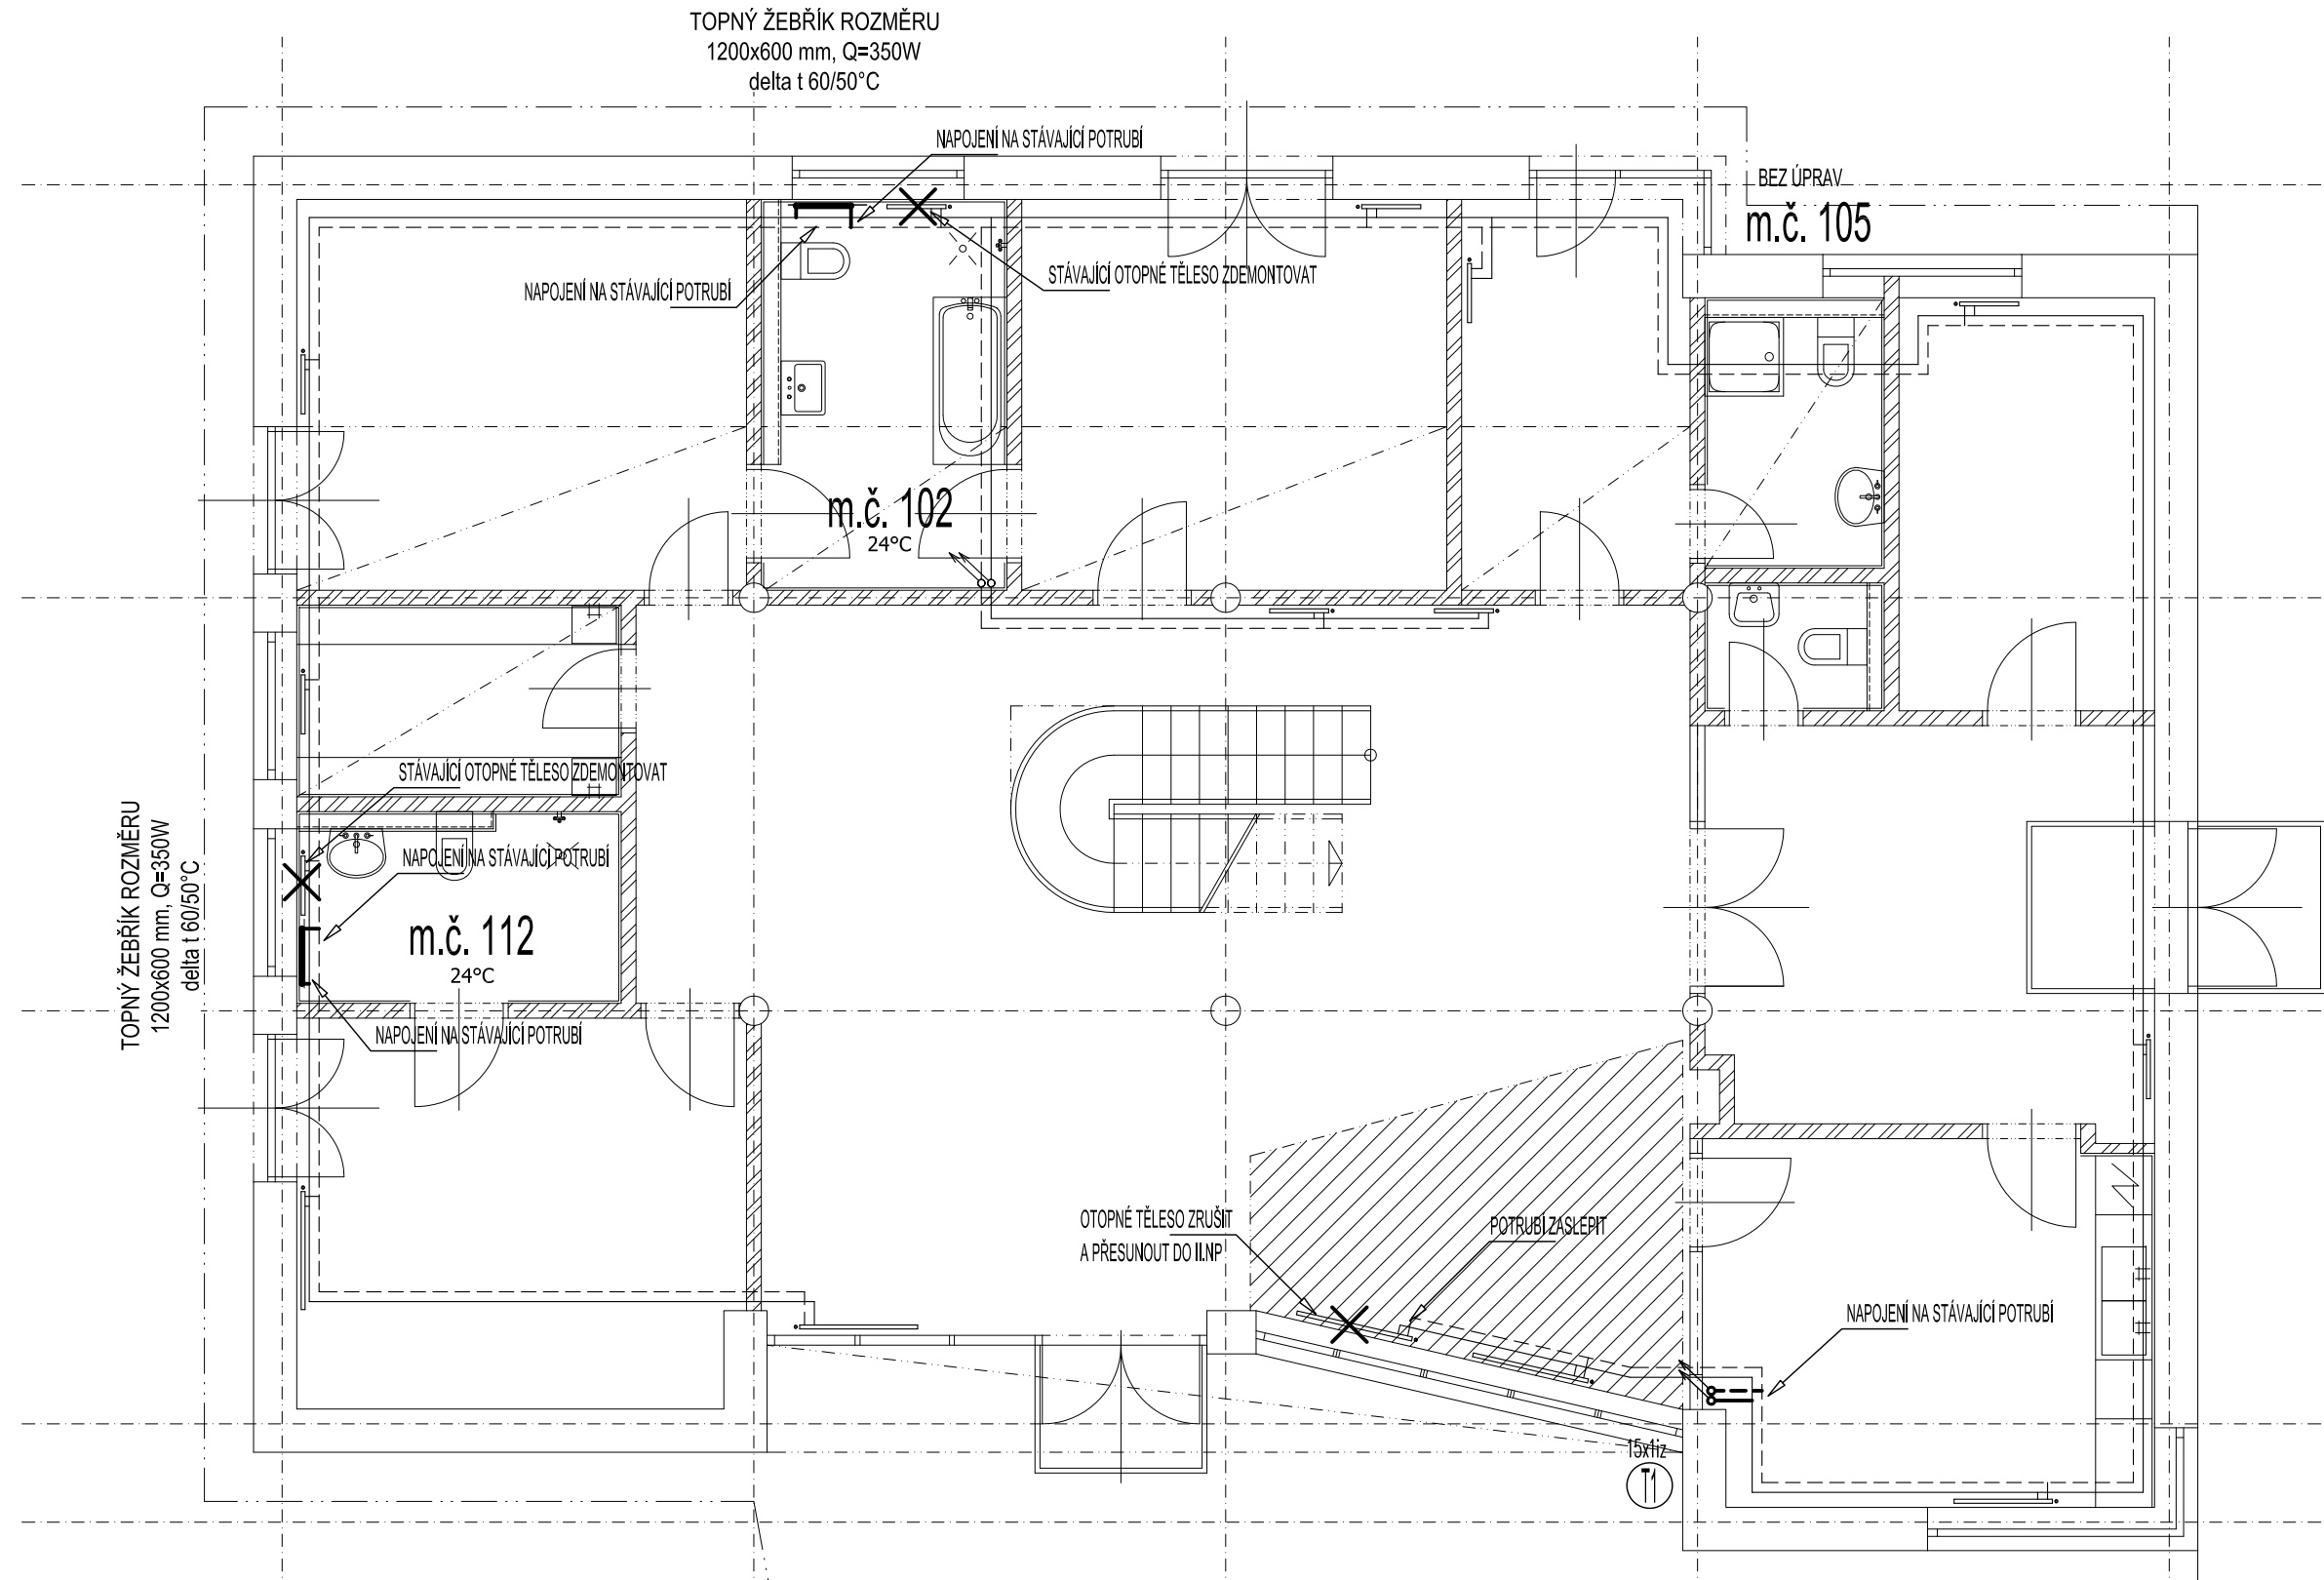 TOPNÝ ŽEBŘÍK ROZMĚRU
1200x600 mm, Q=350W
delta t 60/50°C
NAPOJENÍ NA STÁVAJÍCÍ POTRUBÍ
BEZ ÚPRAV
m.č. 105
STÁVAJÍCÍ OTOPNÉ TĚLESO ZDEMONTOVAT
NAPOJENÍ NA STÁVAJÍCÍ POTRUBÍ
m.č. 102
24°C
STÁVAJÍCÍ OTOPNÉ TĚLESO ZDEMONTOVAT
NAPOJENÍ NA STÁVAJÍCÍ POTRUBÍ
TOPNÝ ŽEBŘÍK ROZMĚRU
1200x600 mm, Q=350W
delta t 60/50°C
m.č. 112
24°C
NAPOJENÍ NA STÁVAJÍCÍ POTRUBÍ
OTOPNÉ TĚLESO ZRUŠIT
A PŘESUNOUT DO II.NP
POTRUBÍ ZASLEPIT
NAPOJENÍ NA STÁVAJÍCÍ POTRUBÍ
15x1iz
T1